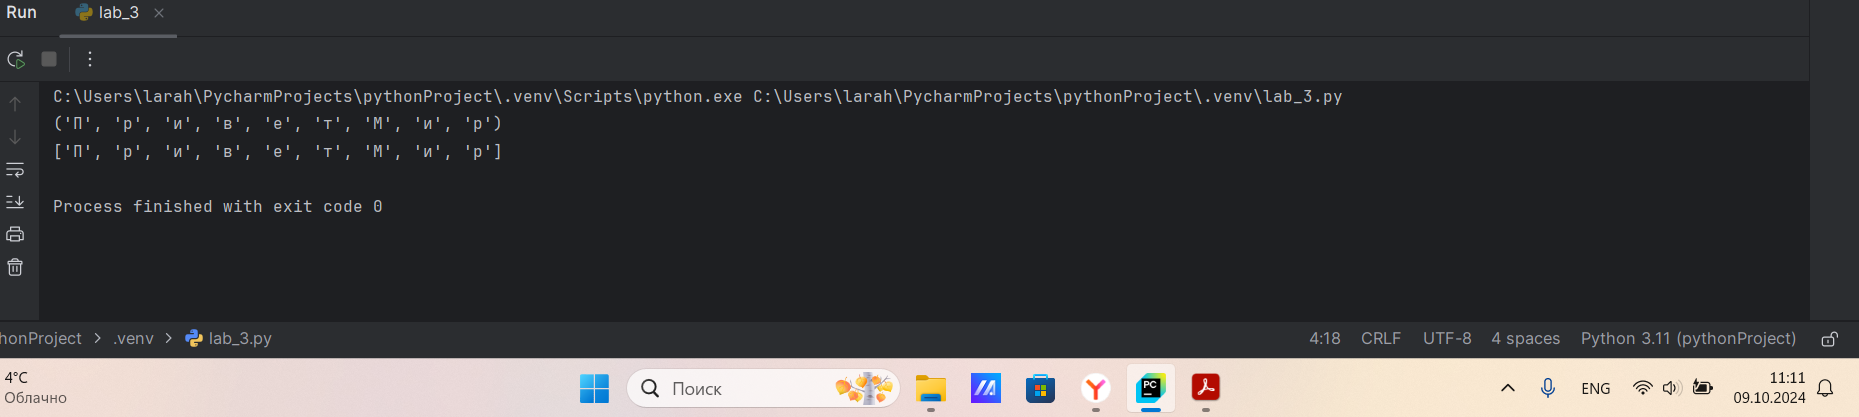 Run lab_3
C:\Users\larah\PycharmProjects\pythonProject\.venv\Scripts\python.exe C:\Users\larah\PycharmProjects\pythonProject\.venv\lab_3.py
('П', 'р', 'и', 'в', 'е', 'т', 'М', 'и', 'р')
['П', 'р', 'и', 'в', 'е', 'т', 'М', 'и', 'р']
Process finished with exit code 0
honProject > .venv > lab_3.py 4:18 CRLF UTF-8 4 spaces Python 3.11 (pythonProject)
4°C
Облачно
Поиск
PC
ENG
11:11
09.10.2024